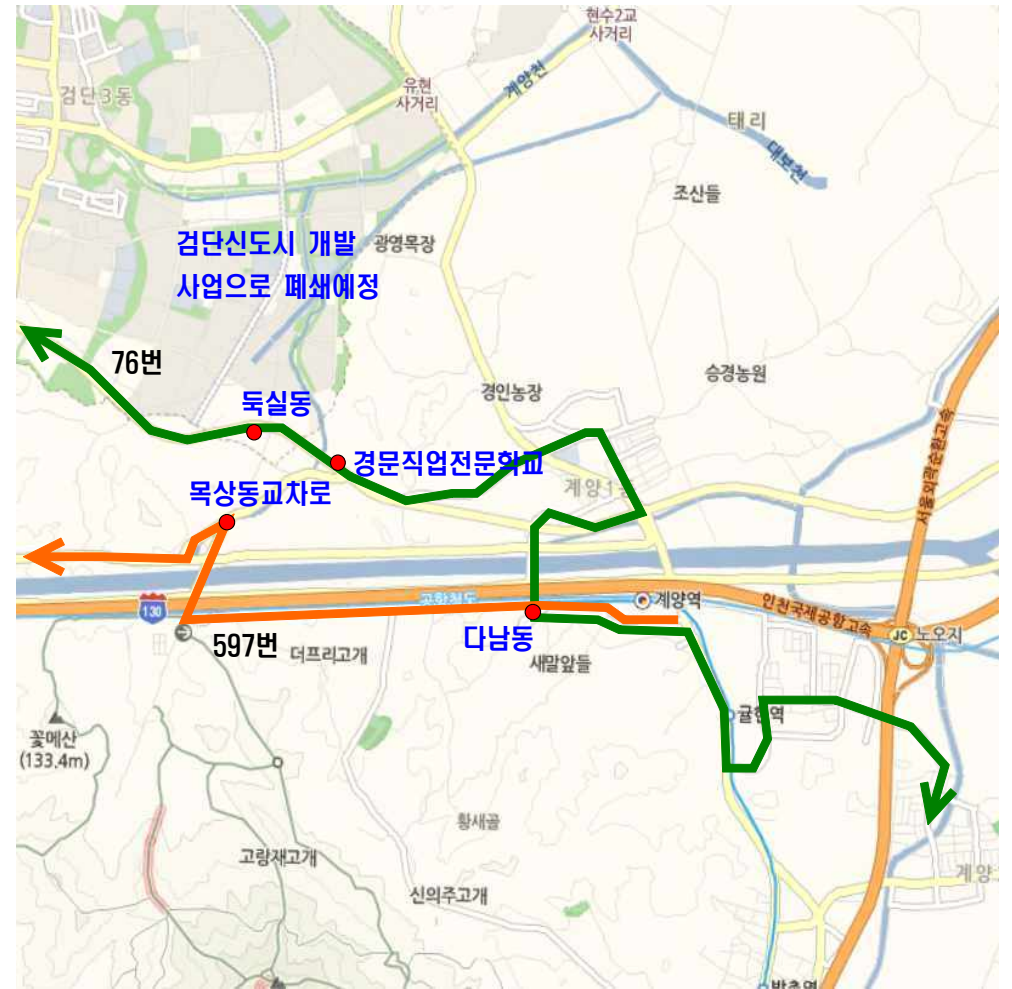 현수2교
사거리
검단3동
유현
사거리
계양천
태리
대보천
조산들
검단신도시 개발
사업으로 폐쇄예정
광영목장
76번
승경농원
경인농장
둑실동
경문직업전문학교
계양1동
목상동교차로
서울외곽순환고속
130
공항철도
계양역
인천국제공항고속
JC 노오지
다남동
597번
더프리고개
새말앞들
귤현역
꽃메산
(133.4m)
황새골
고랑재고개
계양
신의주고개
박촌역